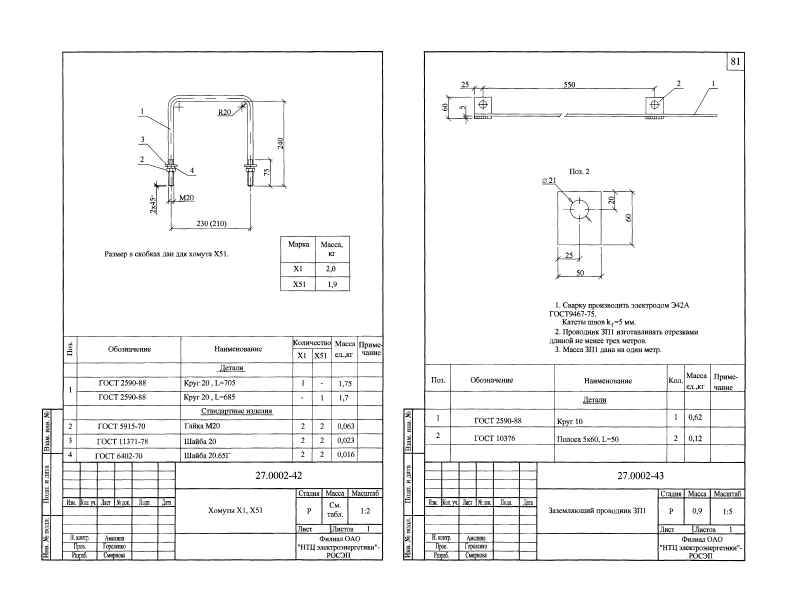 1
3
2
4
R20
240
75
2x45°
M20
230 (210)
Размер в скобках дан для хомута Х51.
Марка Масса, кг
Х1 2,0
Х51 1,9
Поз. Обозначение Наименование Количество Масса ед.,кг Приме-чание
Х1 Х51
Детали
1 ГОСТ 2590-88 Круг 20 , L=705 1 - 1,75
ГОСТ 2590-88 Круг 20 , L=685 - 1 1,7
Стандартные изделия
2 ГОСТ 5915-70 Гайка М20 2 2 0,063
3 ГОСТ 11371-78 Шайба 20 2 2 0,023
4 ГОСТ 6402-70 Шайба 20.65Г 2 2 0,016
Взам. инв. №
Подп. и дата
Инв. № подл.
27.0002-42
Изм. Кол. уч. Лист № док. Подп. Дата
Хомуты Х1, Х51
Стадия Масса Масштаб
Р См. табл. 1:2
Лист Листов 1
Н. контр. Амелина
Пров. Гореленко
Разраб. Смирнова
Филиал ОАО
"НТЦ электроэнергетики"-
РОСЭП
81
25
550
2
1
60
5
Поз. 2
⌀ 21
20
60
25
50
1. Сварку производить электродом Э42А
ГОСТ9467-75.
Катеты швов kf=5 мм.
2. Проводник ЗП1 изготавливать отрезками
длиной не менее трех метров.
3. Масса ЗП1 дана на один метр.
Поз. Обозначение Наименование Кол. Масса ед.,кг Приме-чание
Детали
1 ГОСТ 2590-88 Круг 10 1 0,62
2 ГОСТ 10376 Полоса 5х60, L=50 2 0,12
Взам. инв. №
Подп. и дата
Инв. № подл.
27.0002-43
Изм. Кол. уч. Лист № док. Подп. Дата
Заземляющий проводник ЗП1
Стадия Масса Масштаб
Р 0,9 1:5
Лист Листов 1
Н. контр. Амелина
Пров. Гореленко
Разраб. Смирнова
Филиал ОАО
"НТЦ электроэнергетики"-
РОСЭП